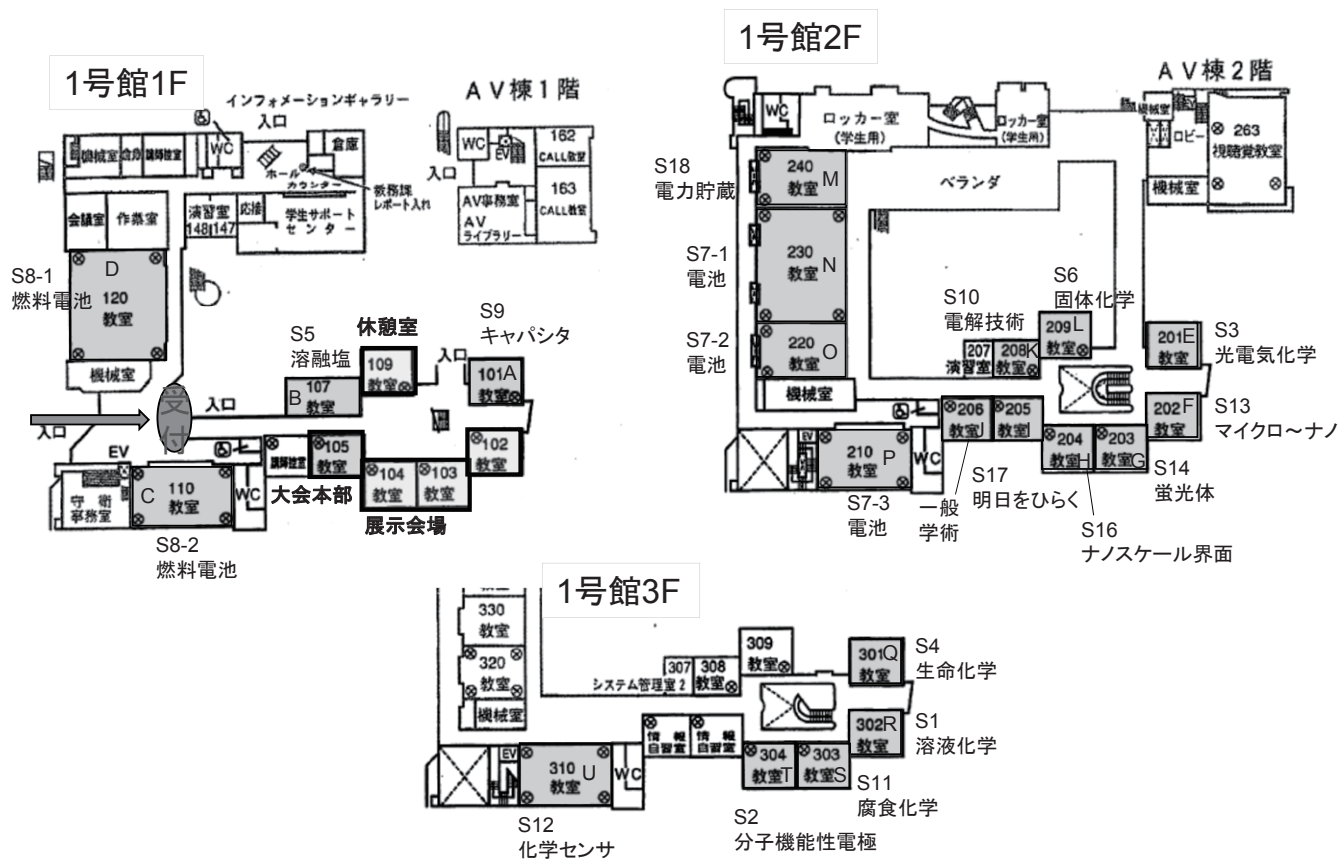 1号館1F
インフォメーションギャラリー
入口
機械室
倉庫
講師控室
WC
倉庫
ホール
カウンター
教務課
レポート入れ
会議室
作業室
演習室
148
147
応接
学生サポート
センター
AV棟1階
WC
EV
162
CALL教室
163
CALL教室
入口
AV事務室
AV
ライブラリー
S8-1
燃料電池
D
120
教室
機械室
受付
入口
入口
EV
守衛
事務室
C
110
教室
WC
S8-2
燃料電池
S5
溶融塩
B
107
教室
休憩室
109
教室
入口
S9
キャパシタ
101A
教室
講師控室
105
教室
大会本部
104
教室
103
教室
展示会場
102
教室
1号館2F
WC
ロッカー室
(学生用)
ロッカー室
(学生用)
AV棟2階
機械室
EV
ロビー
263
視聴覚教室
機械室
ベランダ
S18
電力貯蔵
240
教室
M
S7-1
電池
230
教室
N
S7-2
電池
220
教室
O
機械室
S10
電解技術
207
演習室
208
教室
K
S6
固体化学
209
教室
L
201
教室
E
S3
光電気化学
202
教室
F
S13
マイクロ～ナノ
EV
210
教室
P
WC
S7-3
電池
206
教室
J
一般
学術
205
教室
I
S17
明日をひらく
204
教室
H
S16
ナノスケール界面
203
教室
G
S14
蛍光体
1号館3F
330
教室
320
教室
機械室
307
システム管理室2
308
教室
309
教室
301
教室
Q
S4
生命化学
302
教室
R
S1
溶液化学
EV
310
教室
U
WC
S12
化学センサ
情報
自習室
情報
自習室
304
教室
T
S2
分子機能性電極
303
教室
S
S11
腐食化学